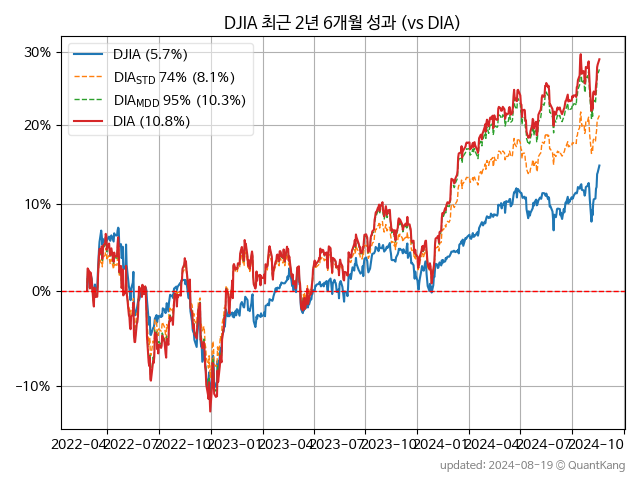 DJIA 최근 2년 6개월 성과 (vs DIA)
DJIA (5.7%)
DIA_STD 74% (8.1%)
DIA_MDD 95% (10.3%)
DIA (10.8%)
30%
20%
10%
0%
−10%
2022-04 2022-07 2022-10 2023-01 2023-04 2023-07 2023-10 2024-01 2024-04 2024-07 2024-10
updated: 2024-08-19 © QuantKang